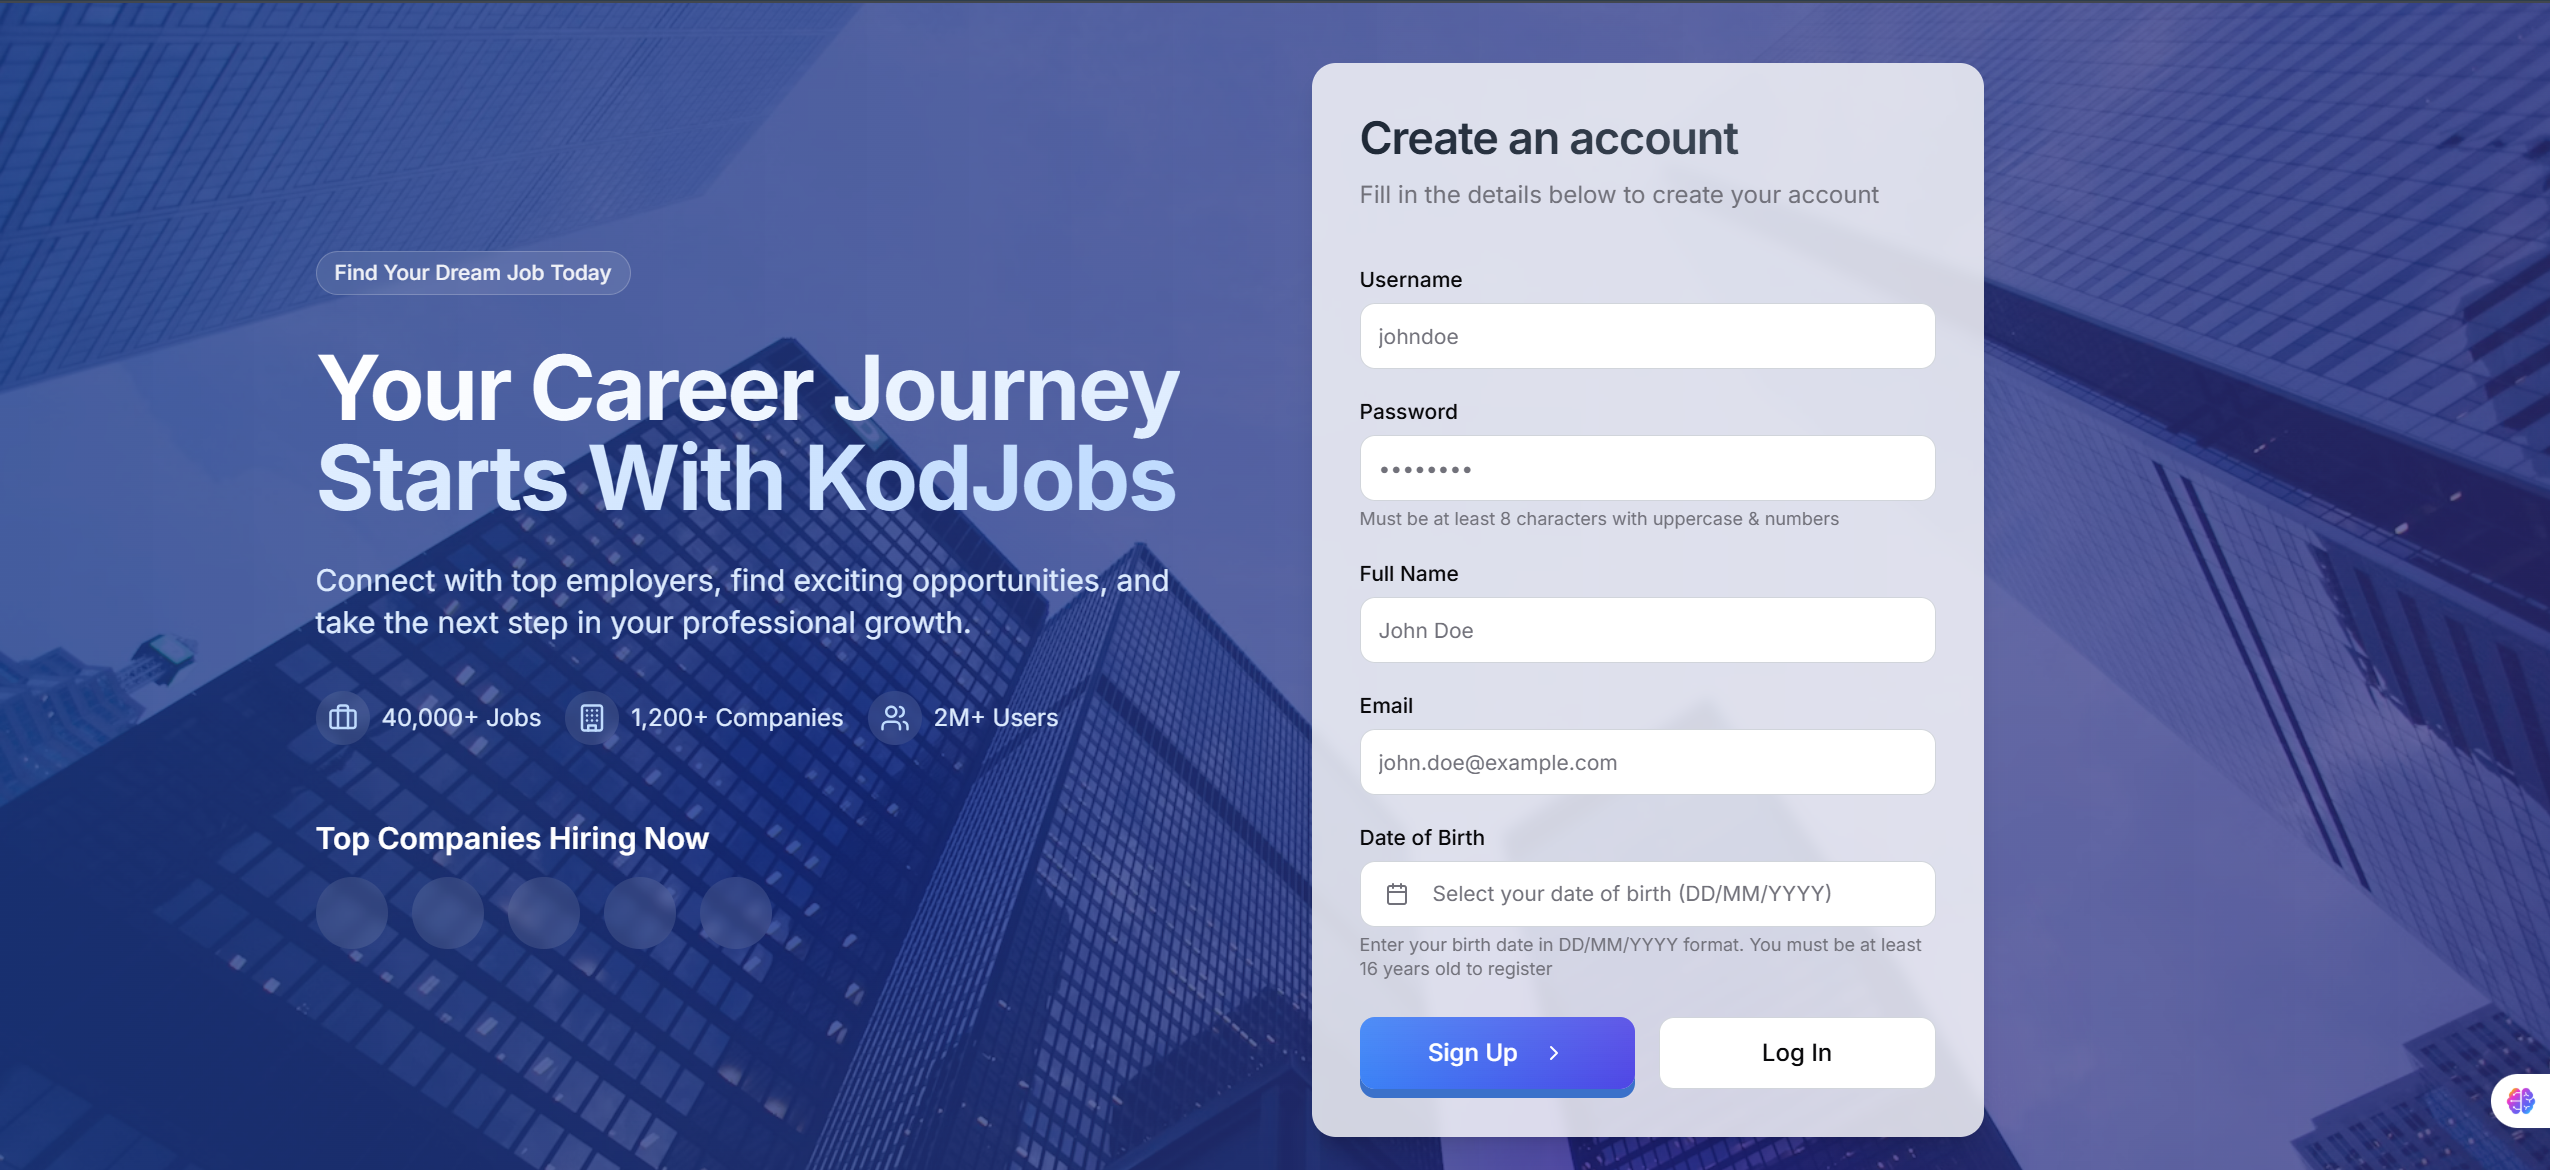 Find Your Dream Job Today
Your Career Journey
Starts With KodJobs
Connect with top employers, find exciting opportunities, and
take the next step in your professional growth.
40,000+ Jobs
1,200+ Companies
2M+ Users
Top Companies Hiring Now
Create an account
Fill in the details below to create your account
Username
johndoe
Password
••••••••
Must be at least 8 characters with uppercase & numbers
Full Name
John Doe
Email
john.doe@example.com
Date of Birth
Select your date of birth (DD/MM/YYYY)
Enter your birth date in DD/MM/YYYY format. You must be at least
16 years old to register
Sign Up
Log In